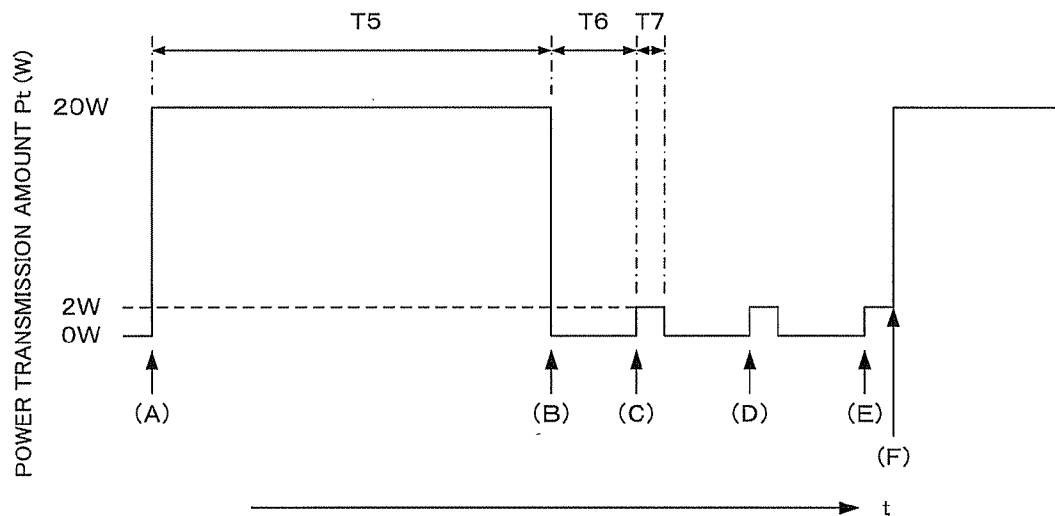 T5 T6 T7
POWER TRANSMISSION AMOUNT Pt (W)
20W
2W
0W
(A) (B) (C) (D) (E)
(F)
t